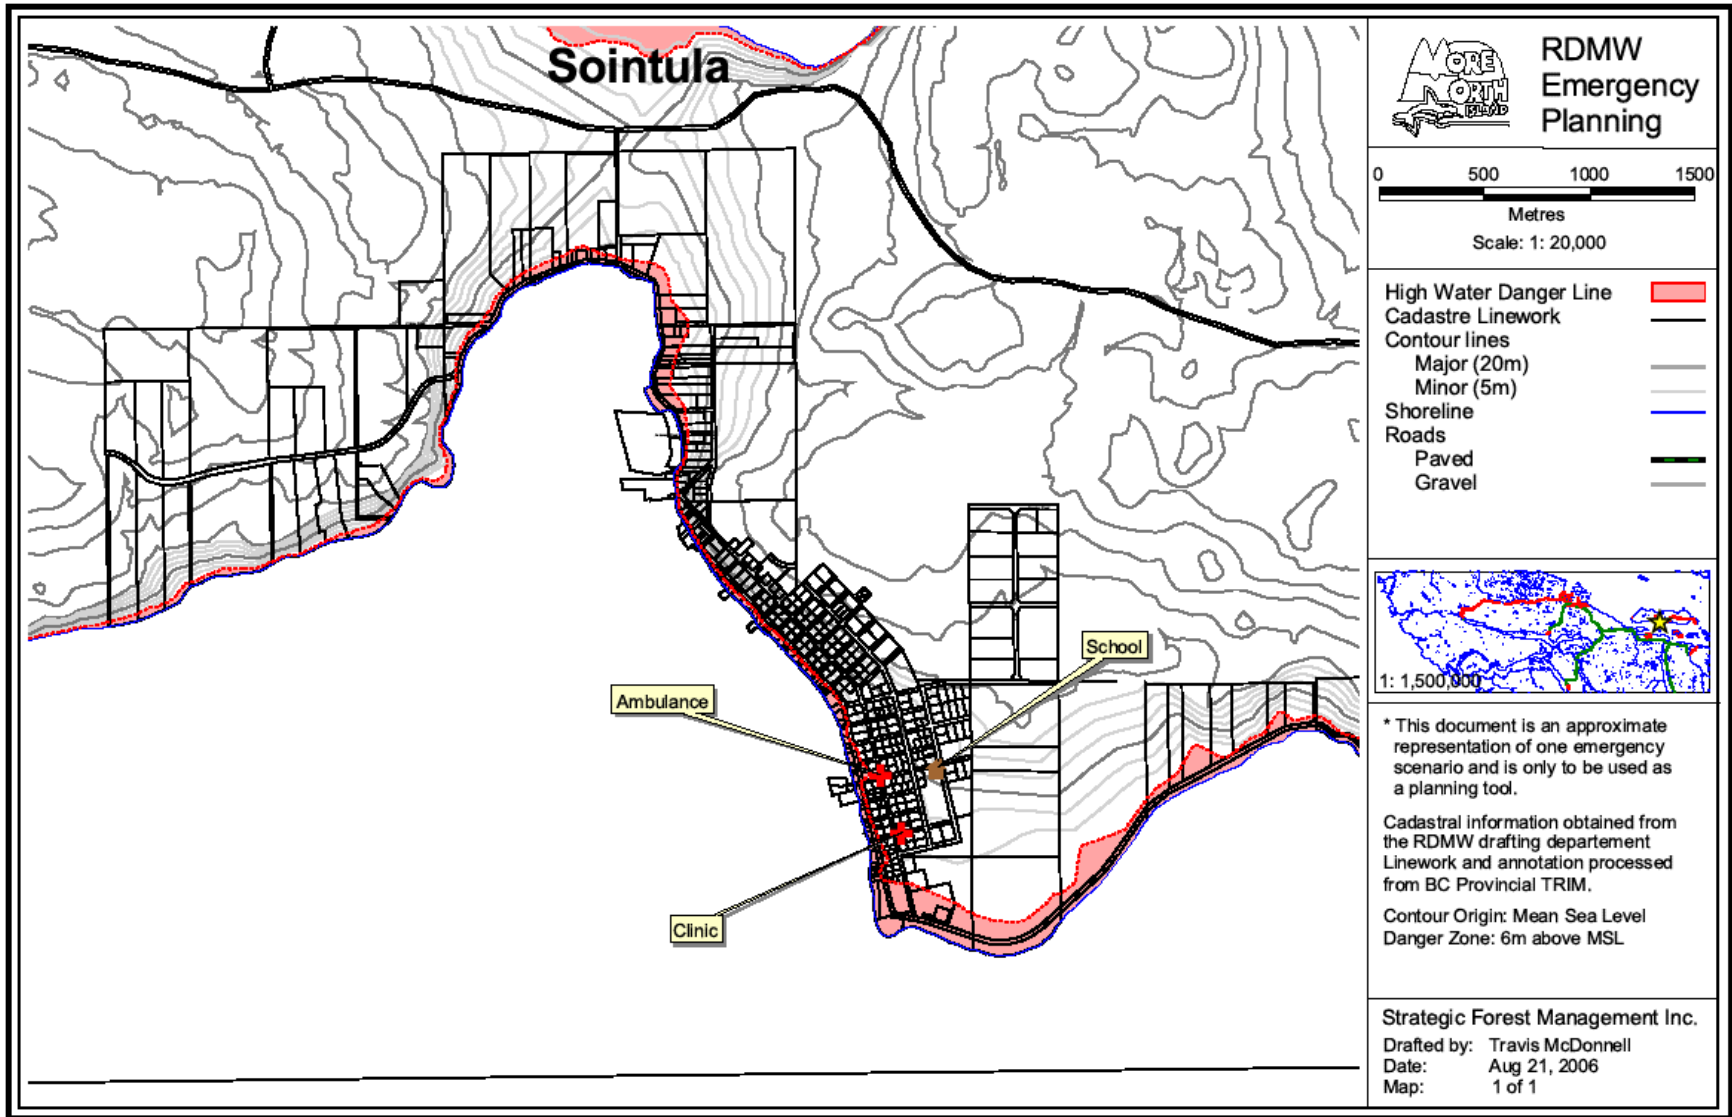 Sointula
School
Ambulance
Clinic
MORE
NORTH
ISLAND
RDMW
Emergency
Planning
0 500 1000 1500
Metres
Scale: 1: 20,000
High Water Danger Line
Cadastre Linework
Contour lines
Major (20m)
Minor (5m)
Shoreline
Roads
Paved
Gravel
1: 1,500,000
* This document is an approximate
representation of one emergency
scenario and is only to be used as
a planning tool.
Cadastral information obtained from
the RDMW drafting departement
Linework and annotation processed
from BC Provincial TRIM.
Contour Origin: Mean Sea Level
Danger Zone: 6m above MSL
Strategic Forest Management Inc.
Drafted by: Travis McDonnell
Date: Aug 21, 2006
Map: 1 of 1